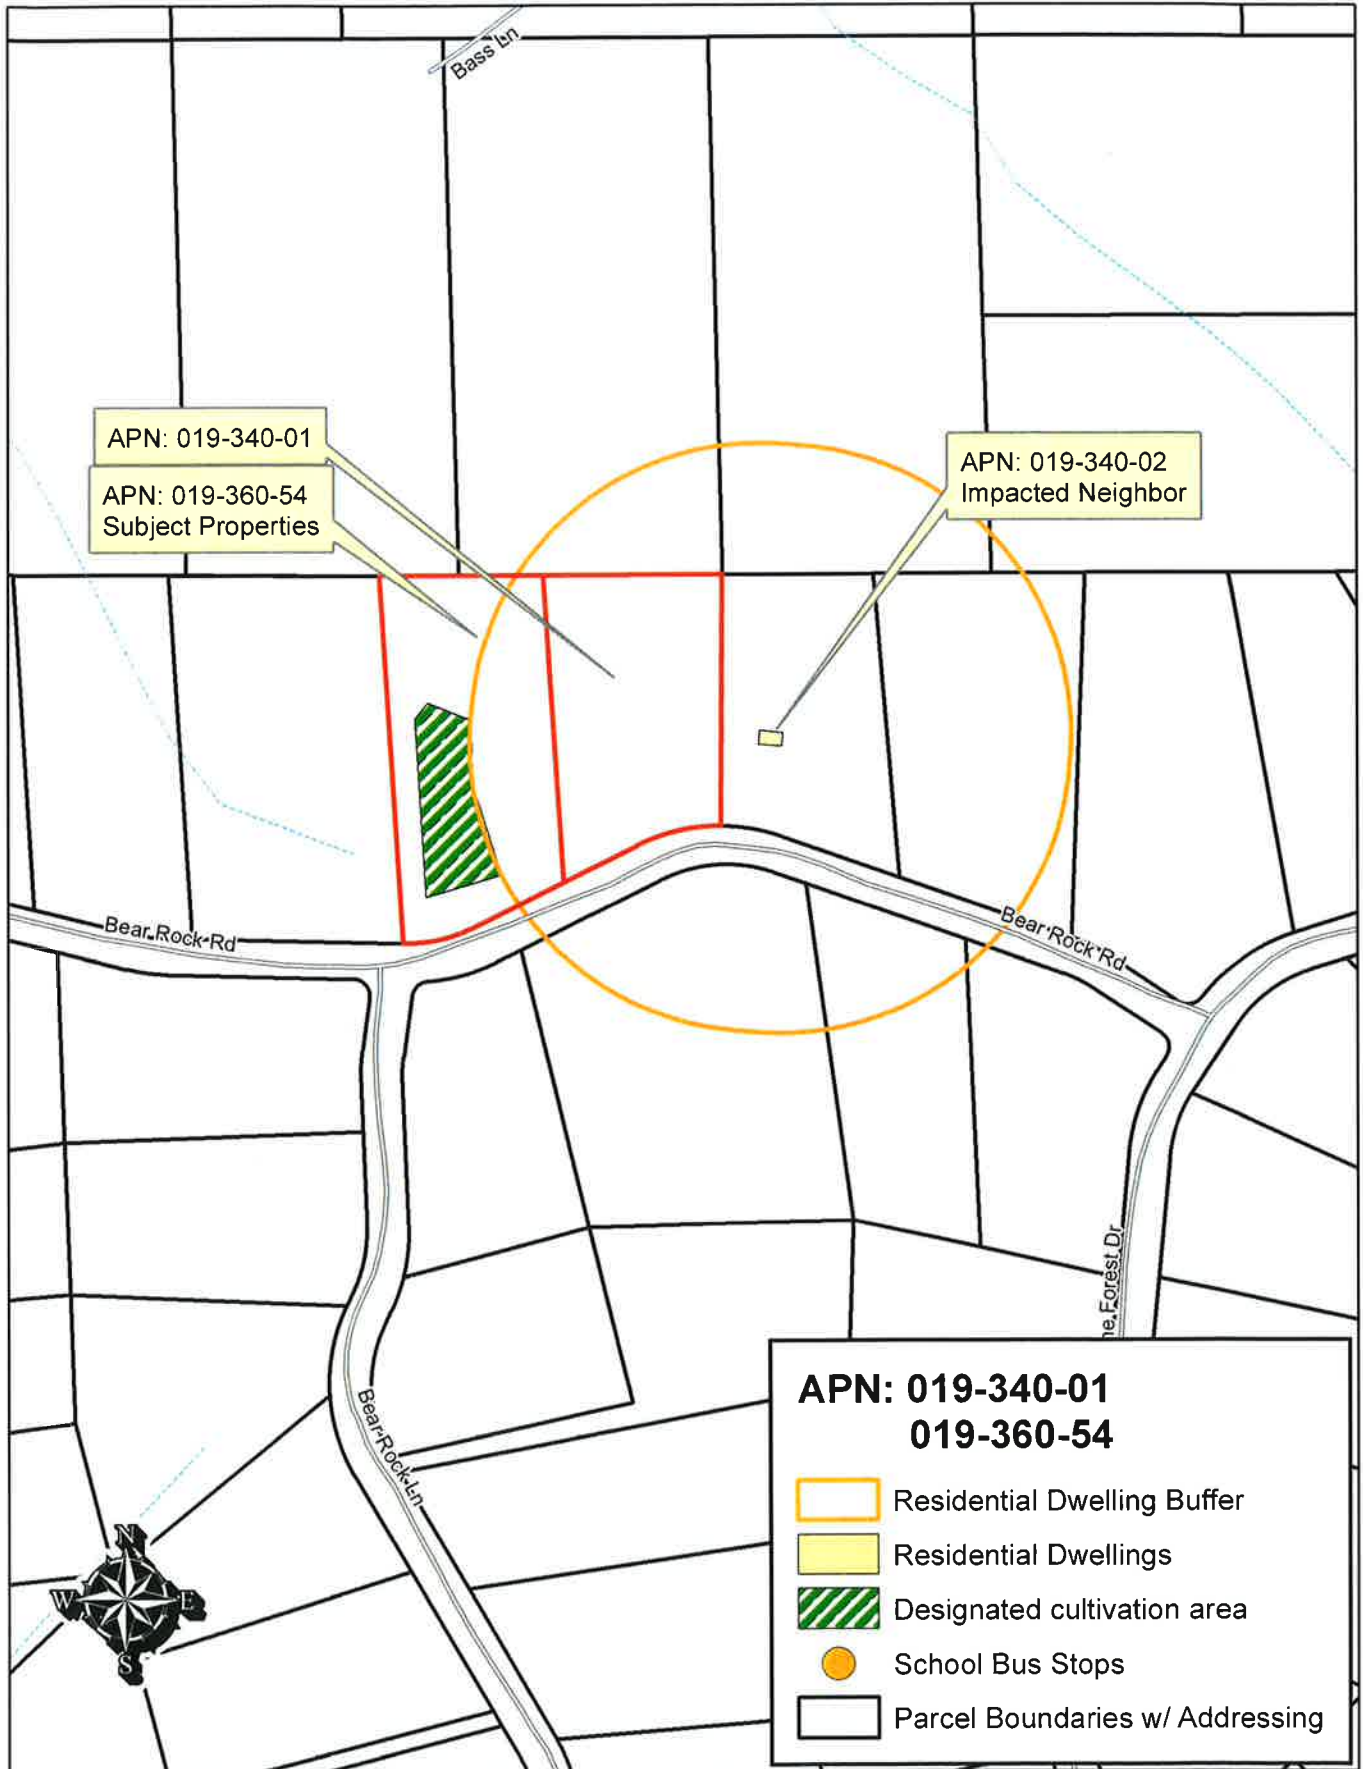 Bass Ln
APN: 019-340-01
APN: 019-360-54
Subject Properties
APN: 019-340-02
Impacted Neighbor
Bear Rock Rd
Bear Rock Rd
Forest Dr
Bear Rock Ln
N
W
E
S
APN: 019-340-01
019-360-54
Residential Dwelling Buffer
Residential Dwellings
Designated cultivation area
School Bus Stops
Parcel Boundaries w/ Addressing